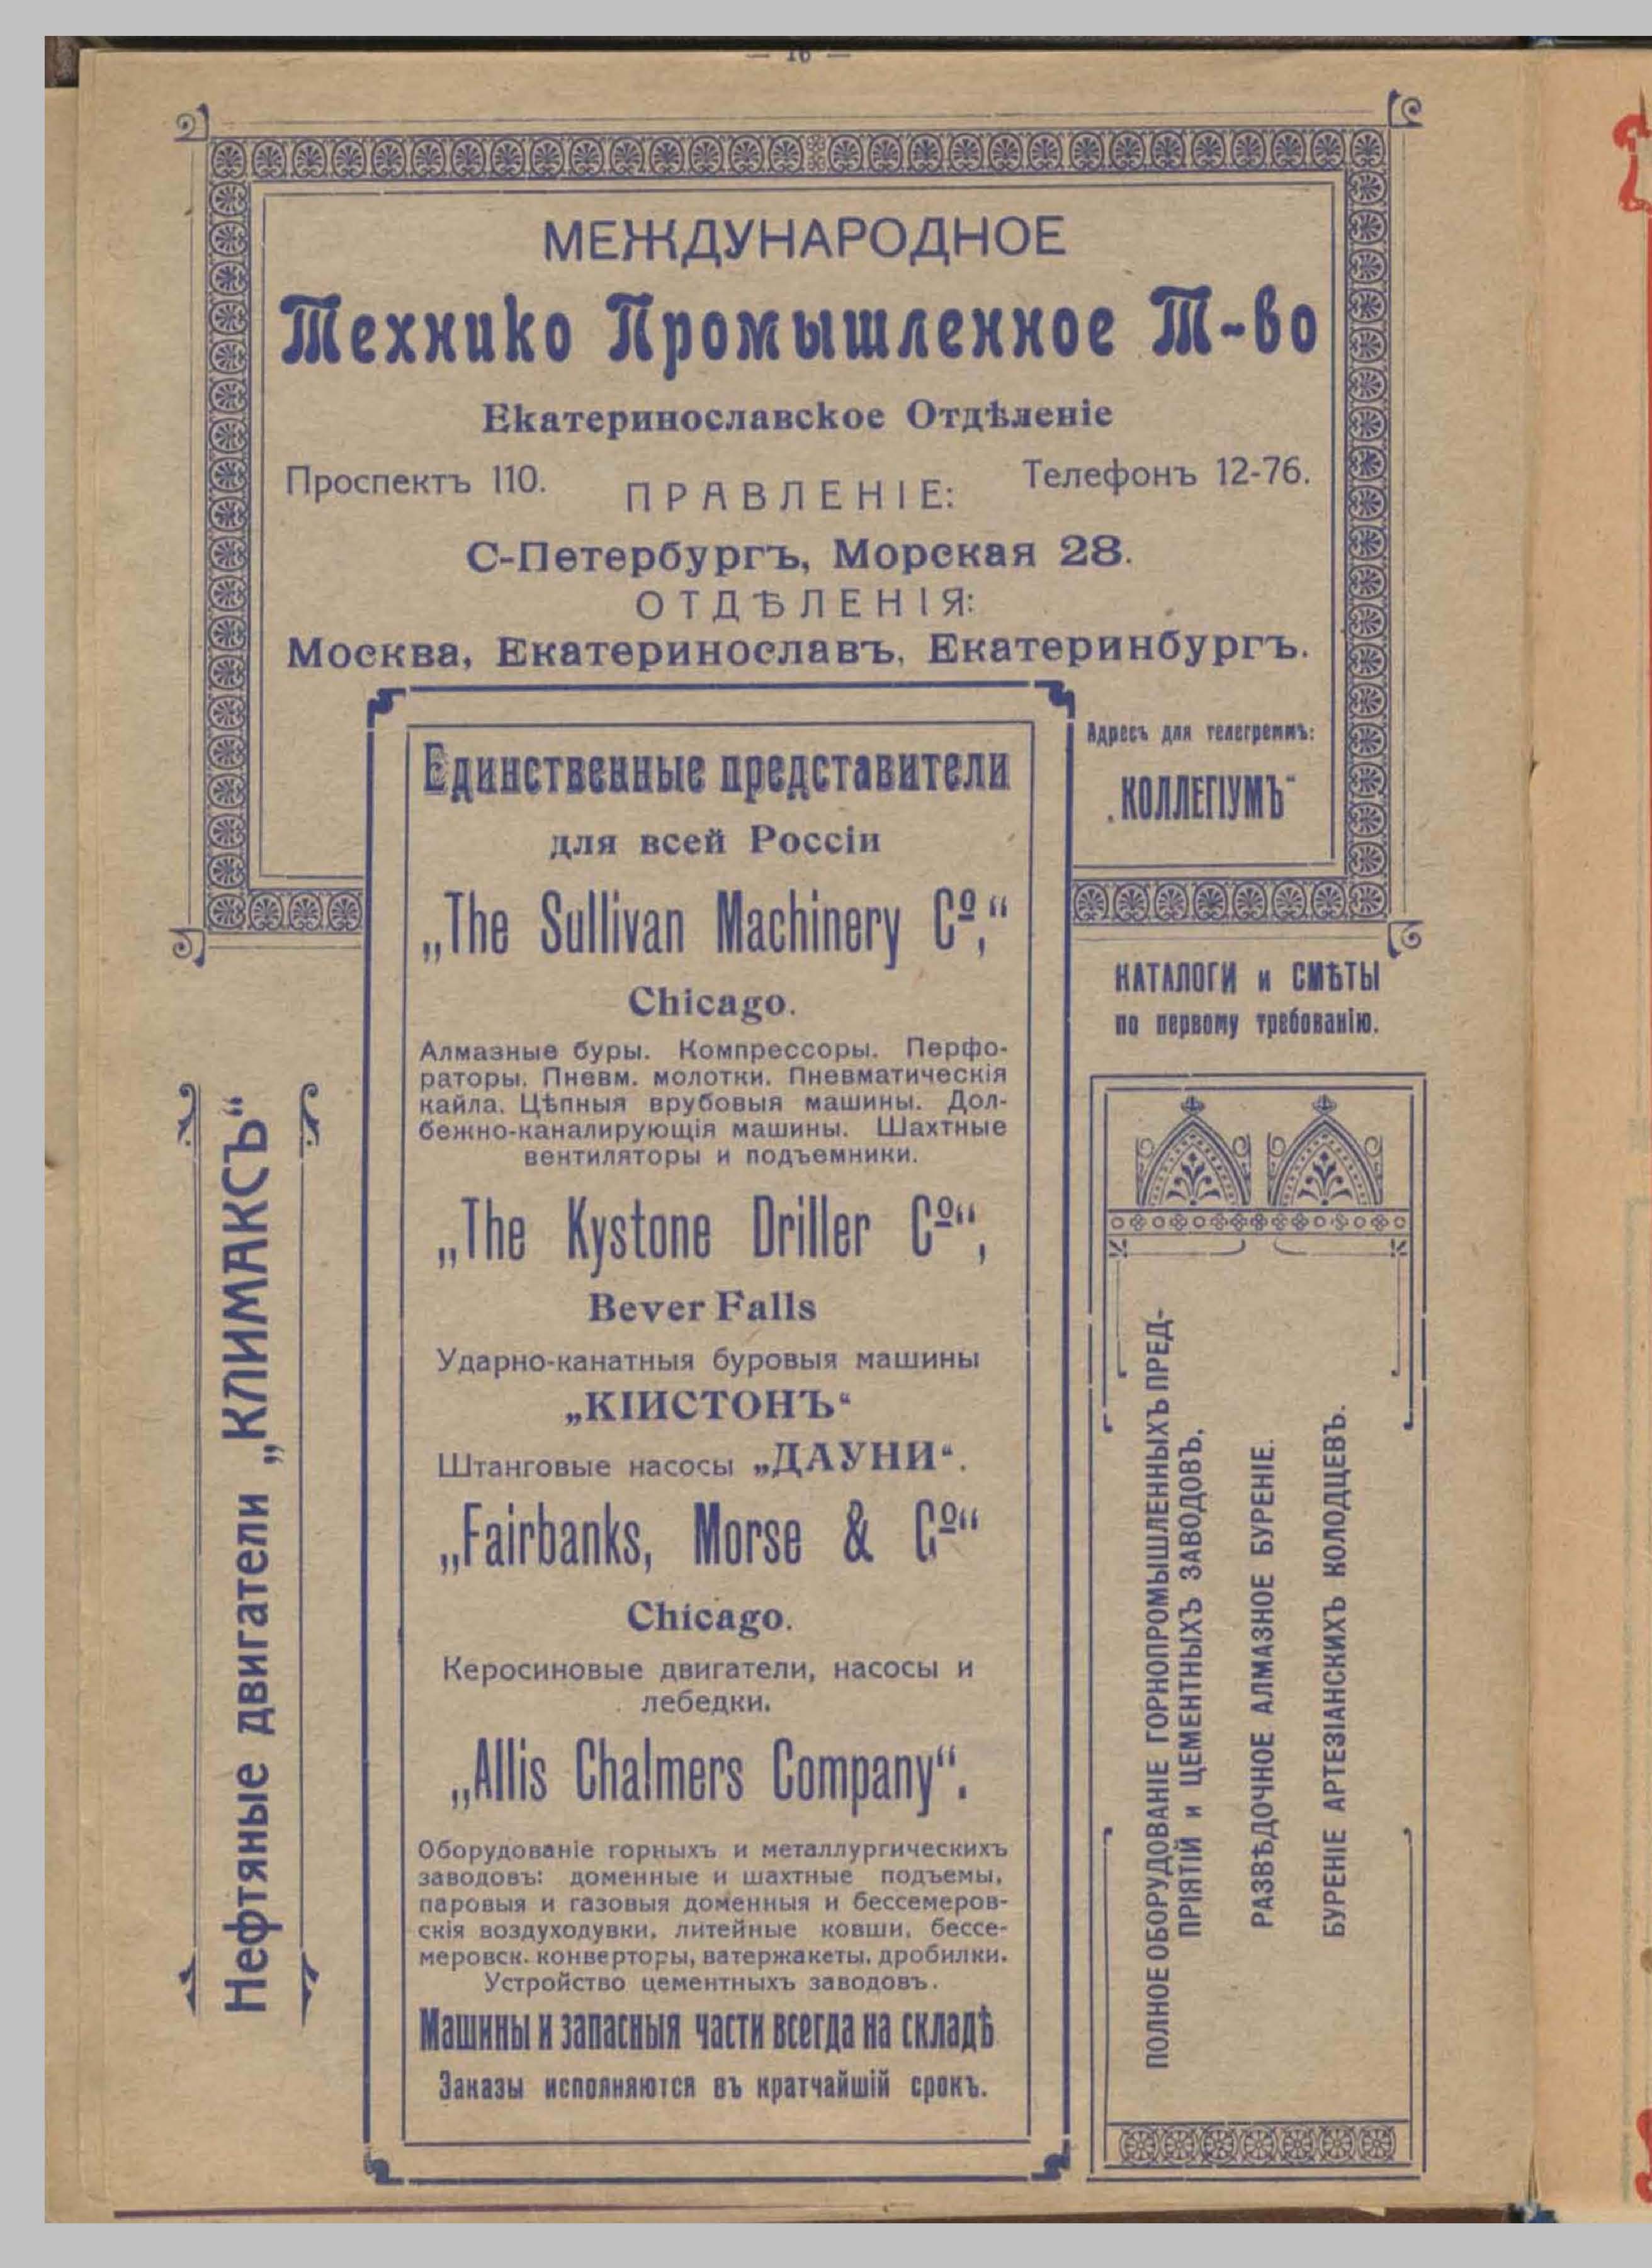 — 16 —
МЕЖДУНАРОДНОЕ
Технико Промышленное Т-во
Екатеринославское Отдѣленіе
Проспектъ 110.
Телефонъ 12-76.
ПРАВЛЕНІЕ:
С-Петербургъ, Морская 28.
ОТДѢЛЕНІЯ:
Москва, Екатеринославъ, Екатеринбургъ.
Адресъ для телеграммъ:
„КОЛЛЕГІУМЪ“
Единственные представители
для всей Россіи
„The Sullivan Machinery Cº,“
Chicago.
Алмазные буры. Компрессоры. Перфо-
раторы. Пневм. молотки. Пневматическія
кайла. Цѣпныя врубовыя машины. Дол-
бежно-каналирующія машины. Шахтные
вентиляторы и подъемники.
„The Kystone Driller Cº“,
Bever Falls
Ударно-канатныя буровыя машины
„КІИСТОНЪ“
Штанговые насосы „ДАУНИ“.
„Fairbanks, Morse & Cº“
Chicago.
Керосиновые двигатели, насосы и
лебедки.
„Allis Chalmers Company“.
Оборудованіе горныхъ и металлургическихъ
заводовъ: доменные и шахтные подъемы,
паровыя и газовыя доменныя и бессемеров-
скія воздуходувки, литейные ковши, бессе-
меровск. конверторы, ватержакеты, дробилки.
Устройство цементныхъ заводовъ.
Машины и запасныя части всегда на складѣ
Заказы исполняются въ кратчайшій срокъ.
Нефтяные двигатели „КЛИМАКСЪ“
КАТАЛОГИ и СМѢТЫ
по первому требованію.
ПОЛНОЕ ОБОРУДОВАНІЕ ГОРНОПРОМЫШЛЕННЫХЪ ПРЕД-
ПРІЯТІЙ и ЦЕМЕНТНЫХЪ ЗАВОДОВЪ,
РАЗВѢДОЧНОЕ АЛМАЗНОЕ БУРЕНІЕ.
БУРЕНІЕ АРТЕЗІАНСКИХЪ КОЛОДЦЕВЪ.